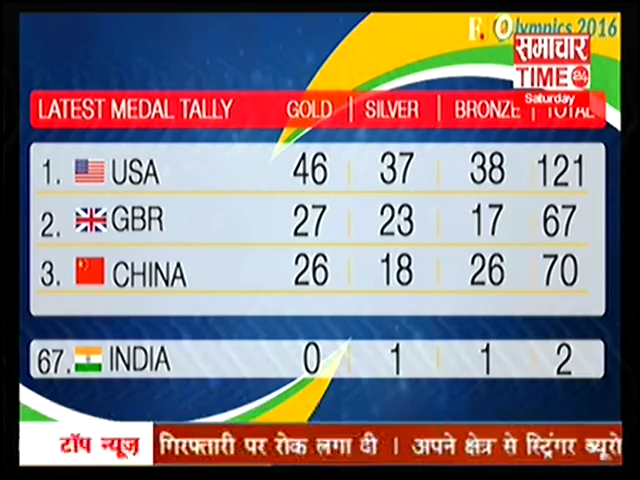 F. Olympics 2016
समाचार
TIME 24
Saturday
LATEST MEDAL TALLY GOLD SILVER BRONZE TOTAL
1. USA 46 37 38 121
2. GBR 27 23 17 67
3. CHINA 26 18 26 70
67. INDIA 0 1 1 2
टॉप न्यूज़ गिरफ्तारी पर रोक लगा दी । अपने क्षेत्र से स्ट्रिंगर ब्यूरो